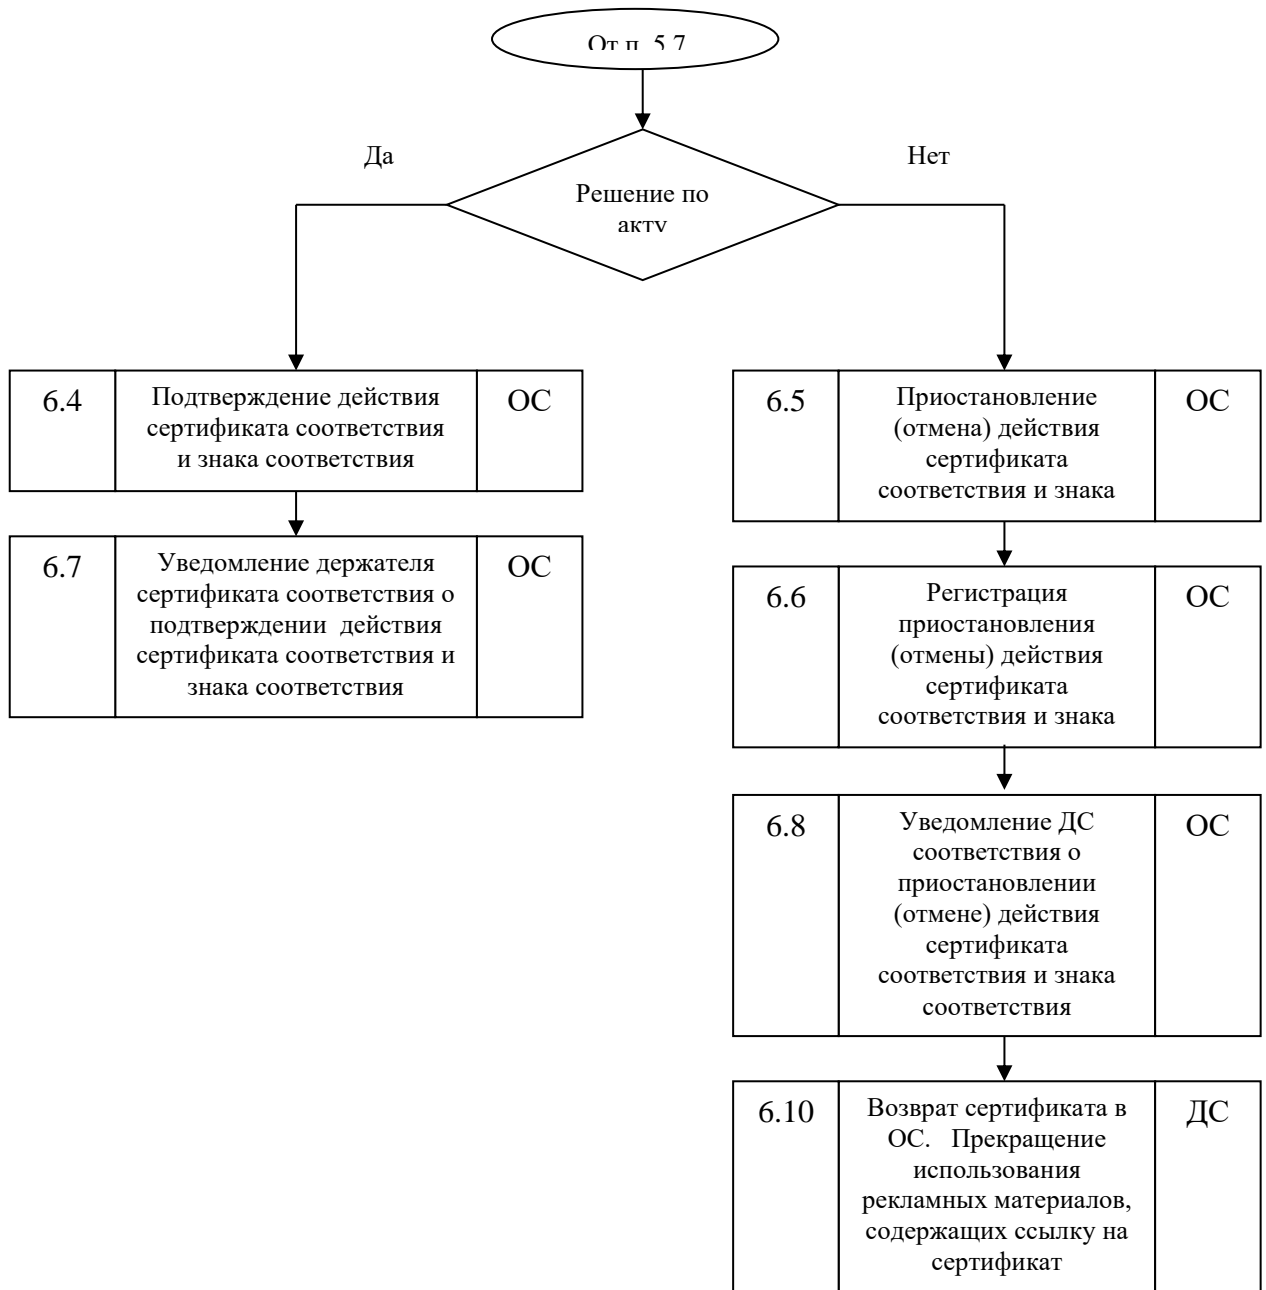 От п. 5.7
Да
Нет
Решение по
акту
6.4
Подтверждение действия
сертификата соответствия
и знака соответствия
ОС
6.7
Уведомление держателя
сертификата соответствия о
подтверждении действия
сертификата соответствия и
знака соответствия
ОС
6.5
Приостановление
(отмена) действия
сертификата
соответствия и знака
ОС
6.6
Регистрация
приостановления
(отмены) действия
сертификата
соответствия и знака
ОС
6.8
Уведомление ДС
соответствия о
приостановлении
(отмене) действия
сертификата
соответствия и знака
соответствия
ОС
6.10
Возврат сертификата в
ОС. Прекращение
использования
рекламных материалов,
содержащих ссылку на
сертификат
ДС